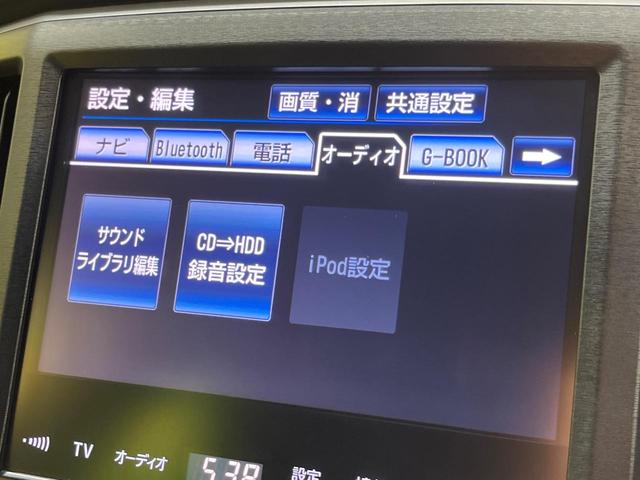 設定・編集 画質・消 共通設定
ナビ Bluetooth 電話 オーディオ G-BOOK
サウンド
ライブラリ編集
CD⇒HDD
録音設定
iPod設定
TV オーディオ 5:38 設定